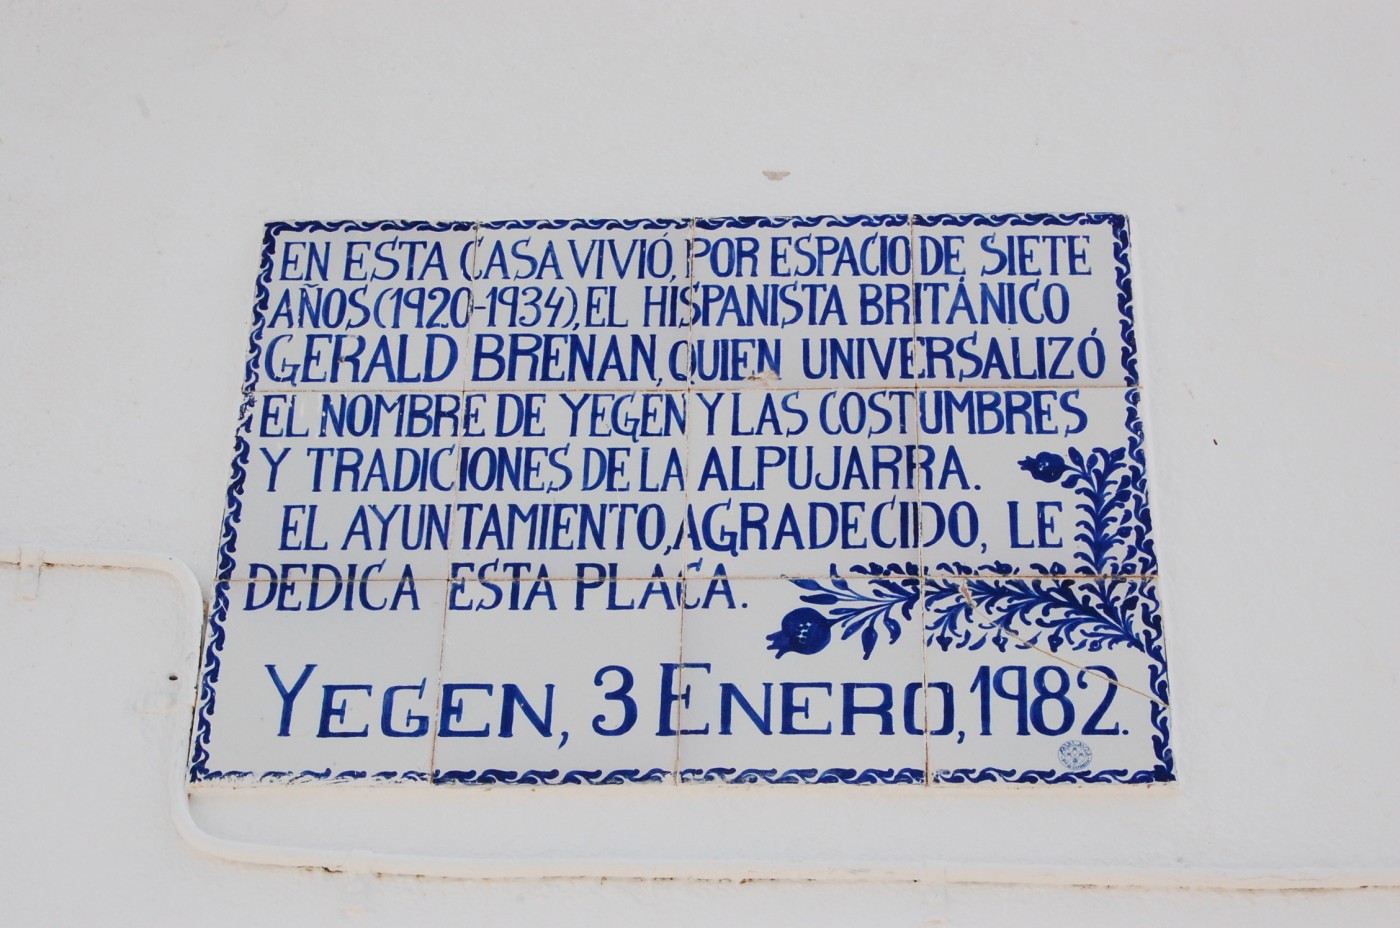 EN ESTA CASA VIVIÓ, POR ESPACIO DE SIETE
AÑOS (1920-1934), EL HISPANISTA BRITÁNICO
GERALD BRENAN, QUIEN UNIVERSALIZÓ
EL NOMBRE DE YEGEN Y LAS COSTUMBRES
Y TRADICIONES DE LA ALPUJARRA.
EL AYUNTAMIENTO, AGRADECIDO, LE
DEDICA ESTA PLACA.
YEGEN, 3 ENERO, 1982.